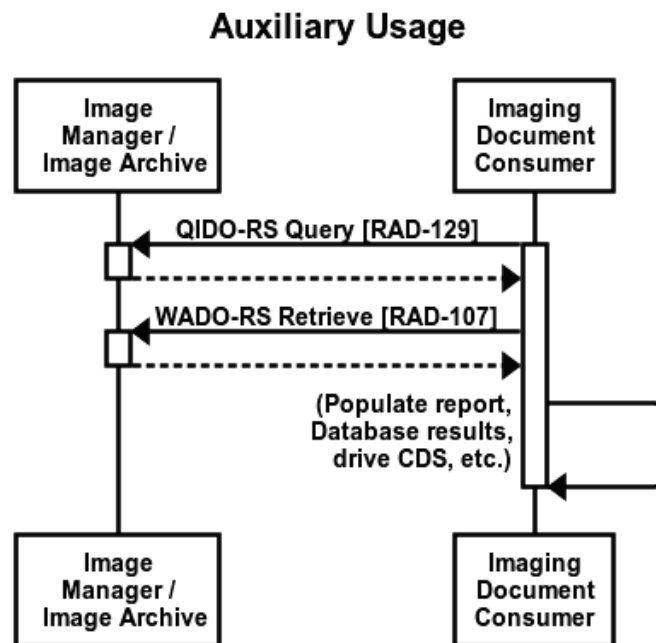 Auxiliary Usage
Image
Manager /
Image Archive
Imaging
Document
Consumer
QIDO-RS Query [RAD-129]
WADO-RS Retrieve [RAD-107]
(Populate report,
Database results,
drive CDS, etc.)
Image
Manager /
Image Archive
Imaging
Document
Consumer